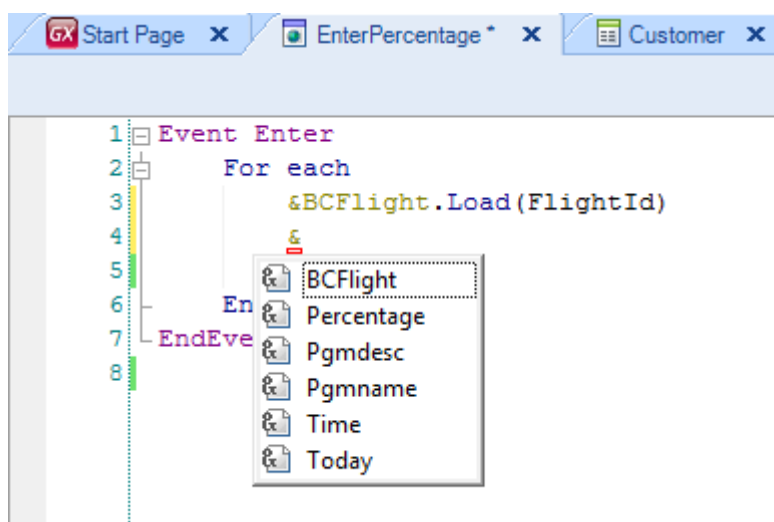 GX Start Page x EnterPercentage * x Customer x
1 Event Enter
2 For each
3 &BCFlight.Load(FlightId)
4 &
5 BCFlight
6 En Percentage
7 EndEve Pgmdesc
8 Pgmname
Time
Today